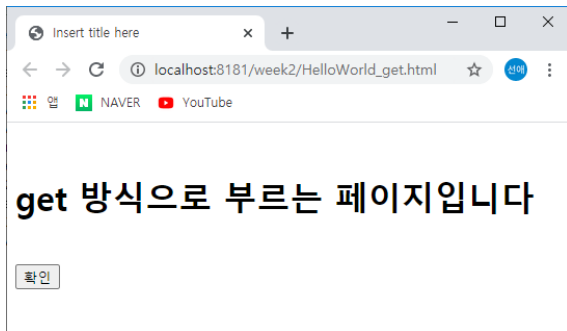 Insert title here
localhost:8181/week2/HelloWorld_get.html
선애
앱 NAVER YouTube
get 방식으로 부르는 페이지입니다
확인